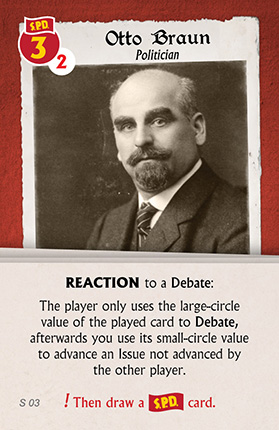 S.P.D.
3
2
Otto Braun
Politician
REACTION to a Debate:
The player only uses the large-circle
value of the played card to Debate,
afterwards you use its small-circle value
to advance an Issue not advanced by
the other player.
S 03
! Then draw a S.P.D. card.